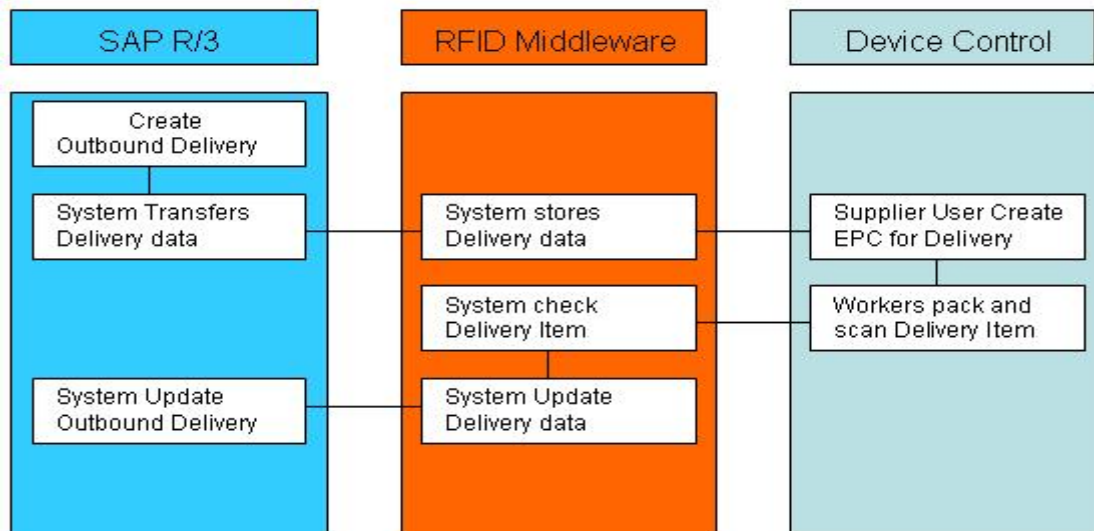 SAP R/3
RFID Middleware
Device Control
Create
Outbound Delivery
System Transfers
Delivery data
System stores
Delivery data
Supplier User Create
EPC for Delivery
System check
Delivery Item
Workers pack and
scan Delivery Item
System Update
Outbound Delivery
System Update
Delivery data